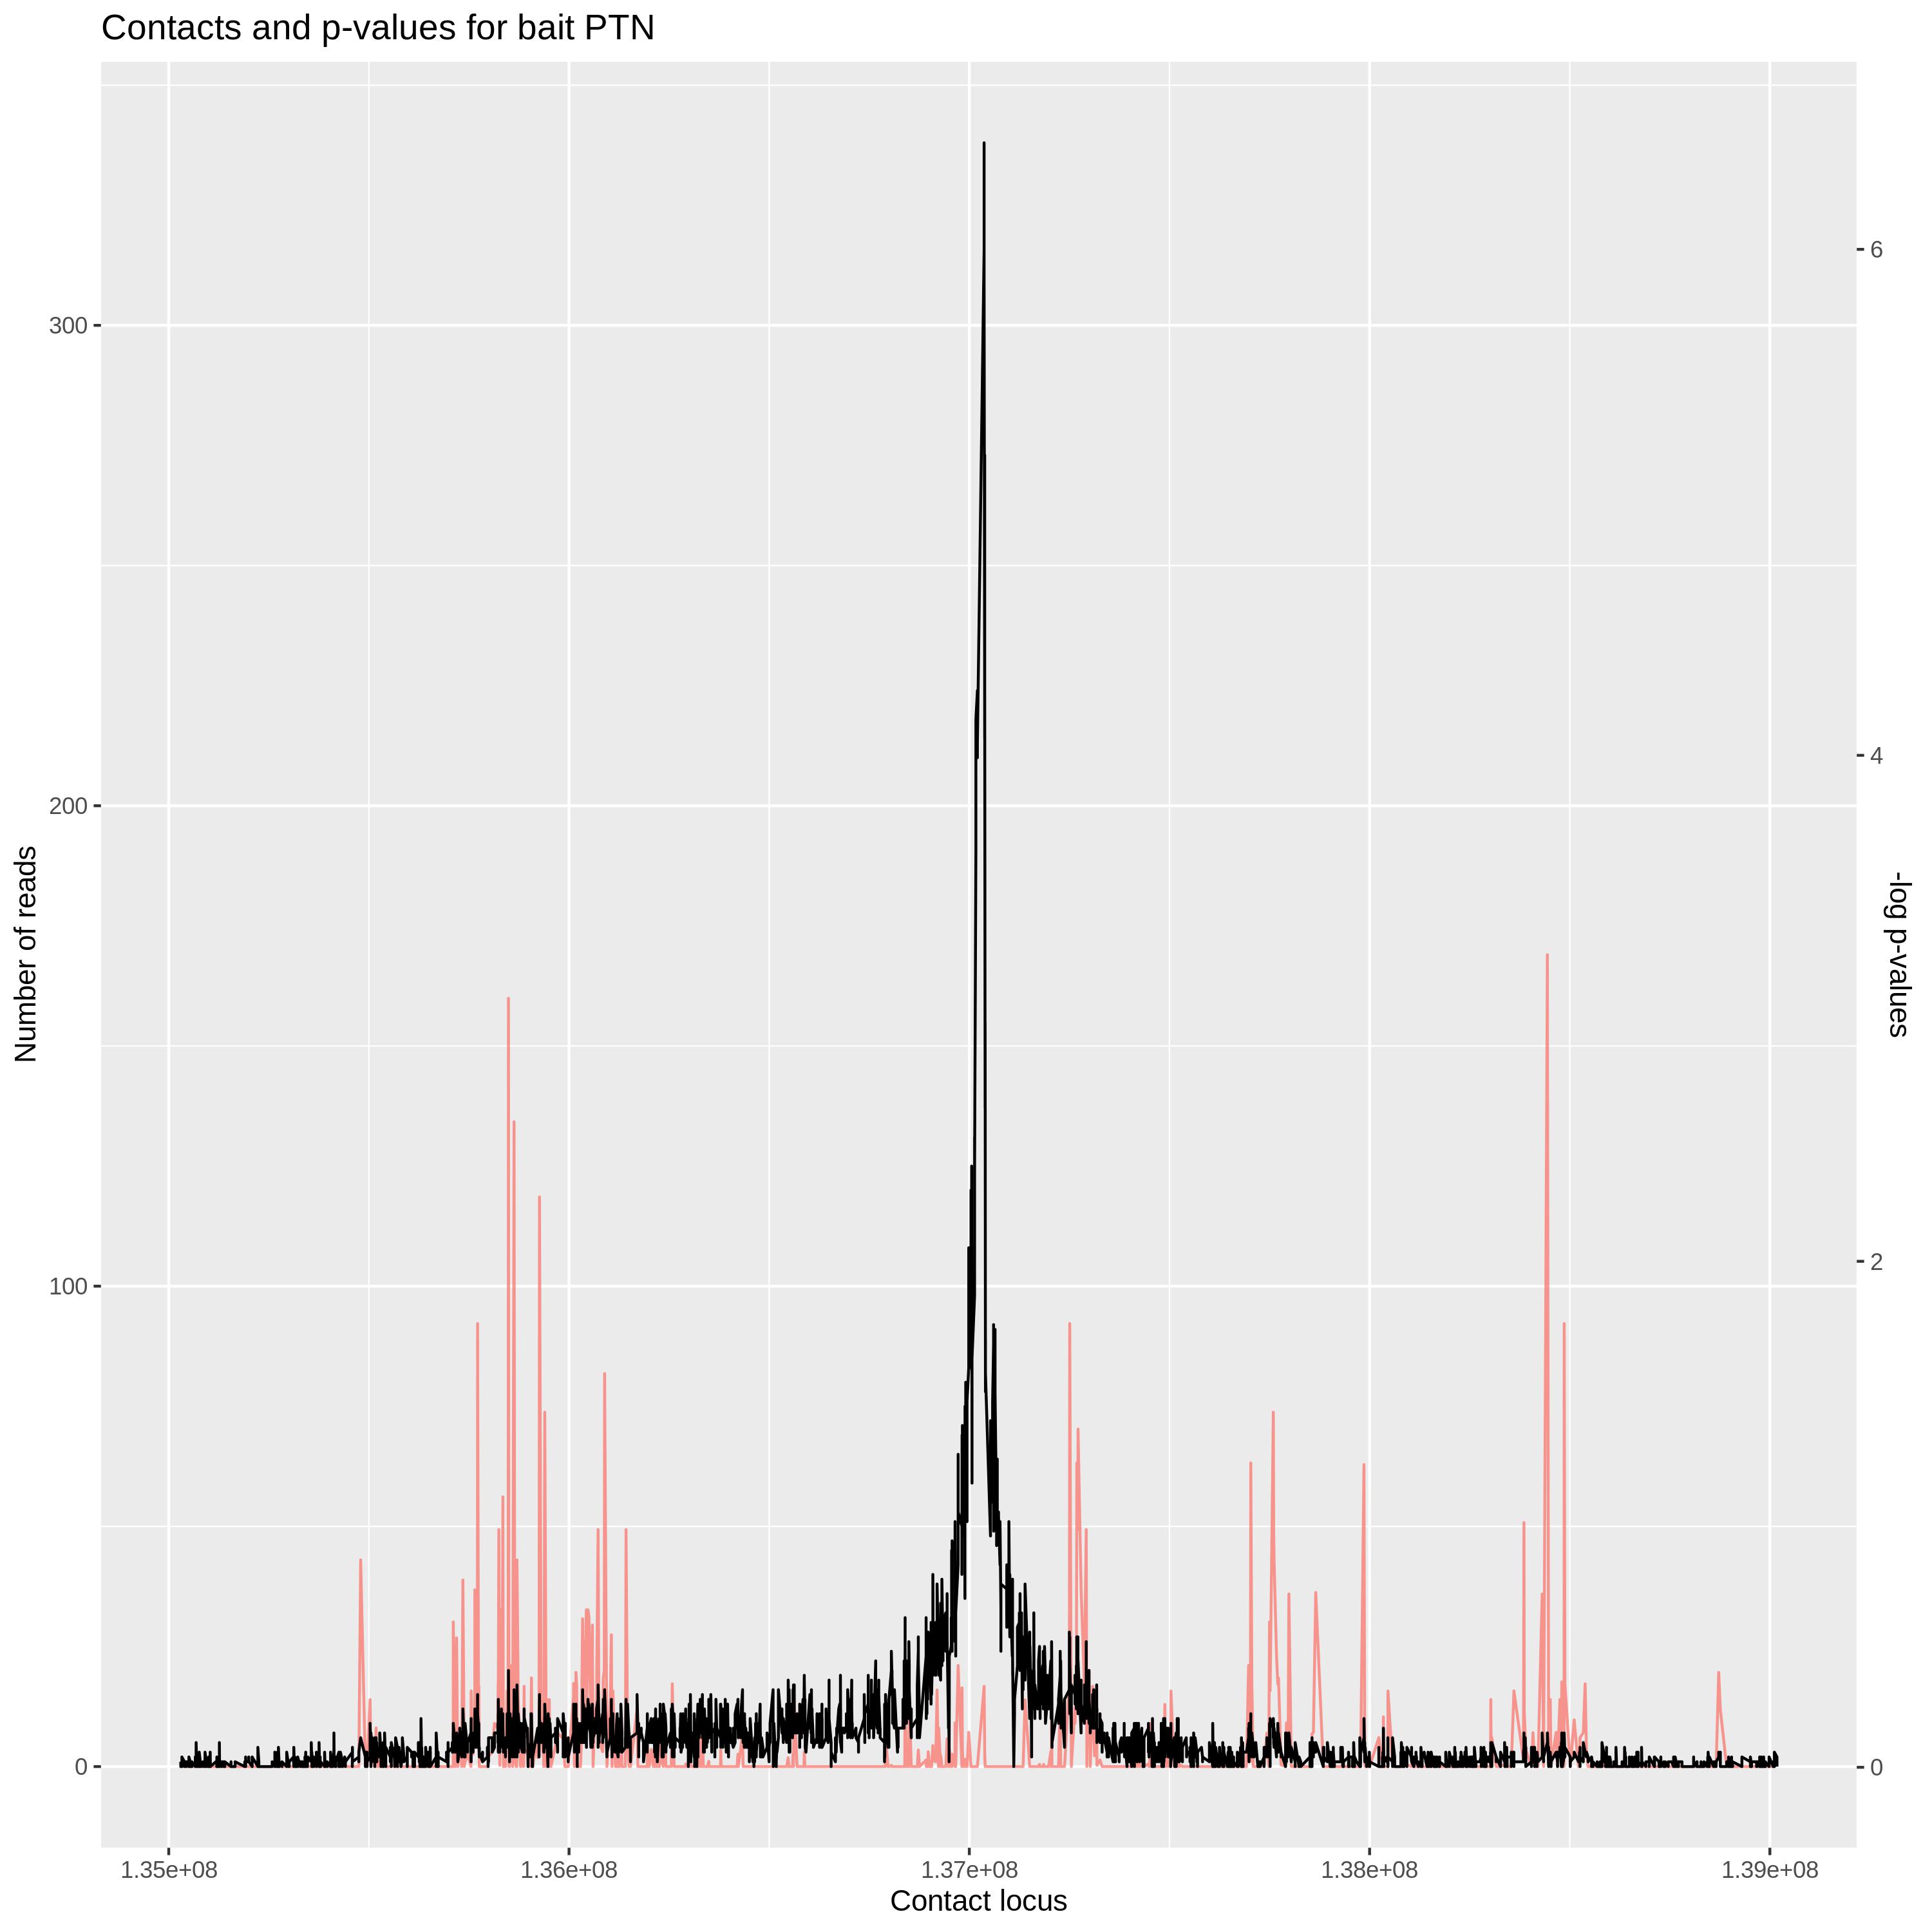 Contacts and p-values for bait PTN
300
200
100
0
6
4
2
0
Number of reads
-log p-values
1.35e+08
1.36e+08
1.37e+08
1.38e+08
1.39e+08
Contact locus